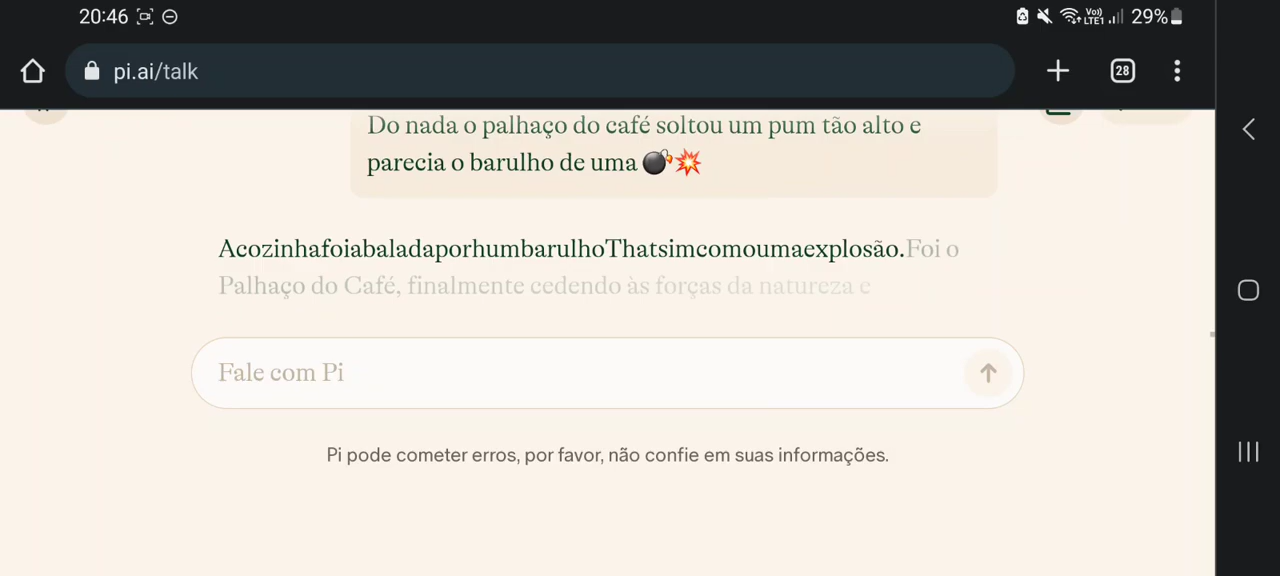 20:46
Vo)) LTE1 29%
pi.ai/talk
28
Do nada o palhaço do café soltou um pum tão alto e
parecia o barulho de uma 💣💥
AcozinhafoiabaladaporhumbarulhoThatsimcomoumaexplosão.Foi o
Palhaço do Café, finalmente cedendo às forças da natureza e
Fale com Pi
Pi pode cometer erros, por favor, não confie em suas informações.